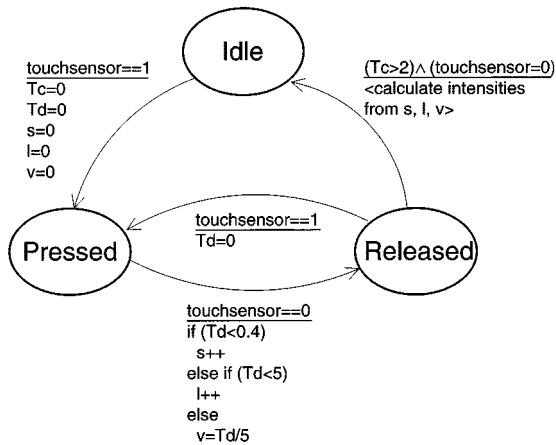 Idle
touchsensor==1
Tc=0
Td=0
s=0
l=0
v=0
(Tc>2)∧(touchsensor=0)
<calculate intensities
from s, l, v>
Pressed
touchsensor==1
Td=0
Released
touchsensor==0
if (Td<0.4)
s++
else if (Td<5)
l++
else
v=Td/5